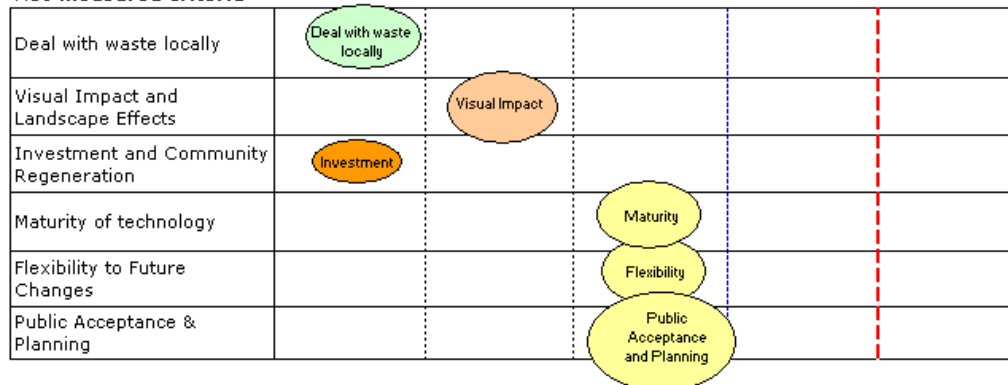 Deal with waste locally
Deal with waste
locally
Visual Impact and
Landscape Effects
Visual Impact
Investment and Community
Regeneration
Investment
Maturity of technology
Maturity
Flexibility to Future
Changes
Flexibility
Public Acceptance &
Planning
Public
Acceptance
and Planning